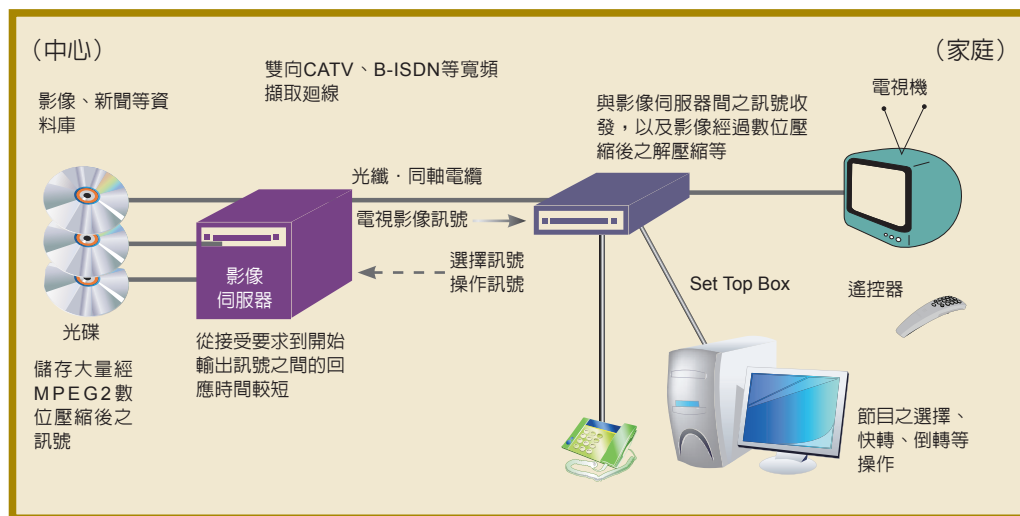 （中心）
（家庭）
影像、新聞等資
料庫
雙向CATV、B-ISDN等寬頻
擷取迴線
與影像伺服器間之訊號收
發，以及影像經過數位壓
縮後之解壓縮等
電視機
光纖．同軸電纜
電視影像訊號
選擇訊號
操作訊號
影像
伺服器
Set Top Box
遙控器
光碟
儲存大量經
MPEG2數
位壓縮後之
訊號
從接受要求到開始
輸出訊號之間的回
應時間較短
節目之選擇、
快轉、倒轉等
操作